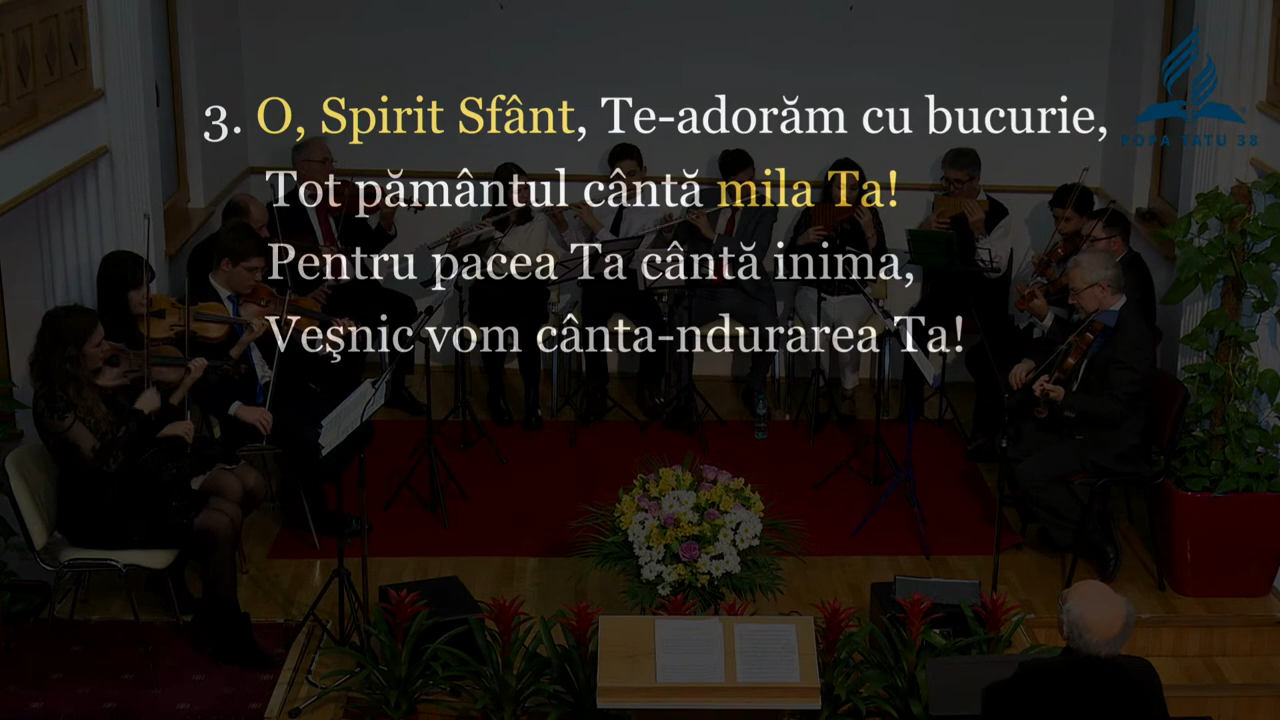 3. O, Spirit Sfânt, Te-adorăm cu bucurie,
Tot pământul cântă mila Ta!
Pentru pacea Ta cântă inima,
Veşnic vom cânta-ndurarea Ta!
POPA TATU 38